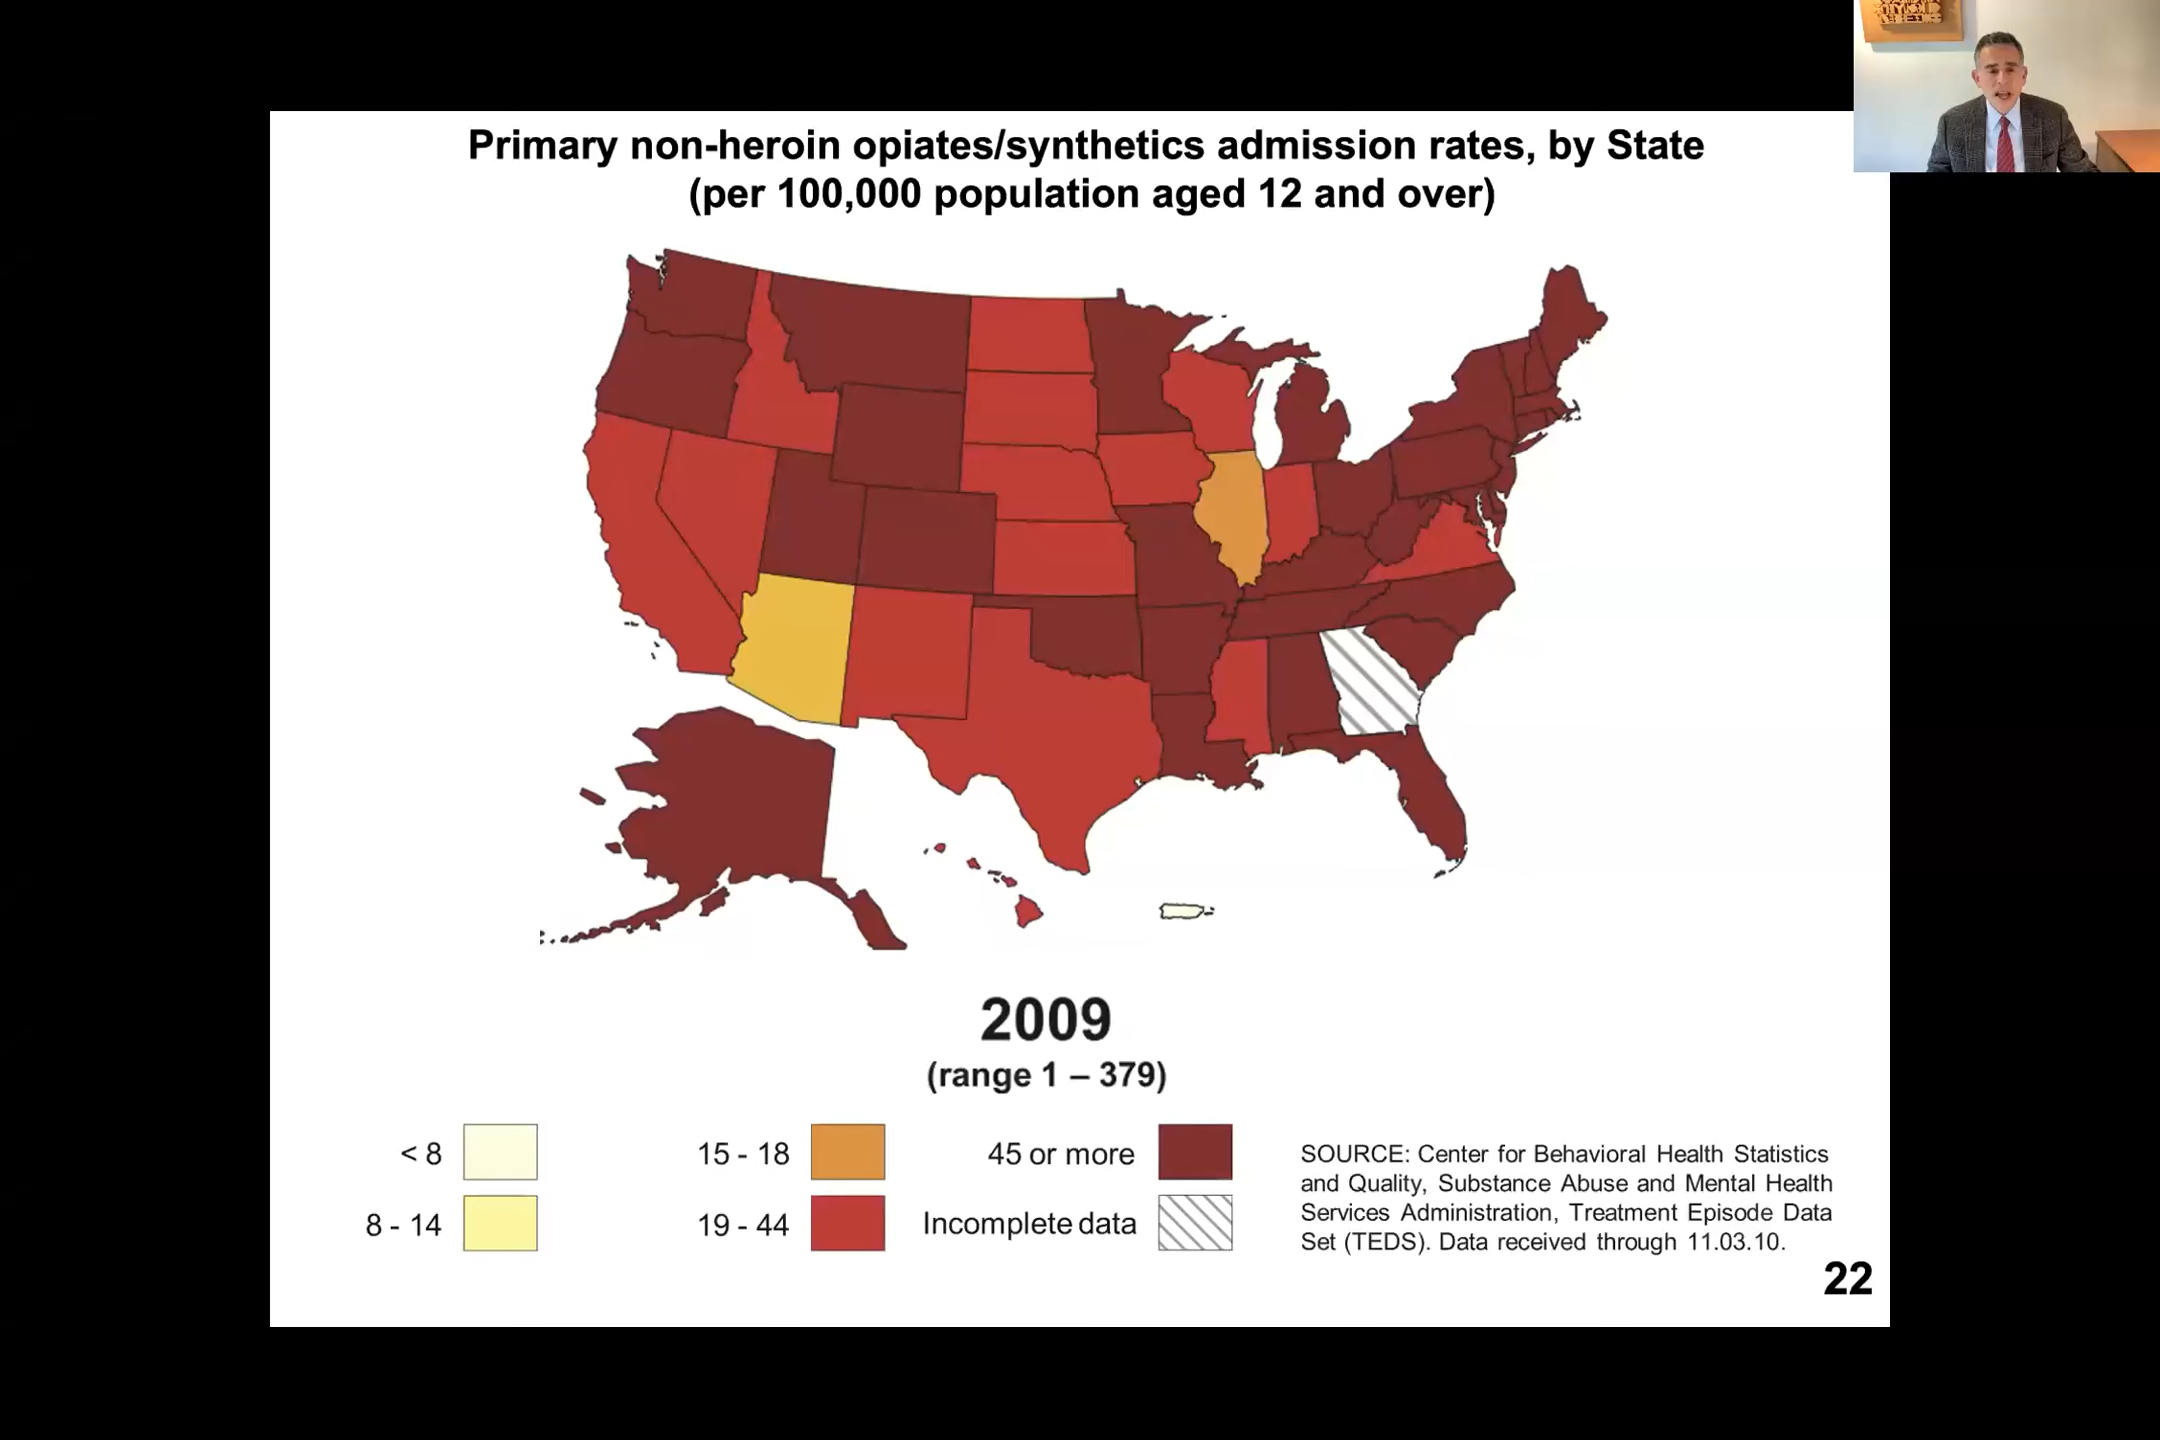 Primary non-heroin opiates/synthetics admission rates, by State
(per 100,000 population aged 12 and over)
2009
(range 1 – 379)
< 8
15 - 18
45 or more
8 - 14
19 - 44
Incomplete data
SOURCE: Center for Behavioral Health Statistics
and Quality, Substance Abuse and Mental Health
Services Administration, Treatment Episode Data
Set (TEDS). Data received through 11.03.10.
22